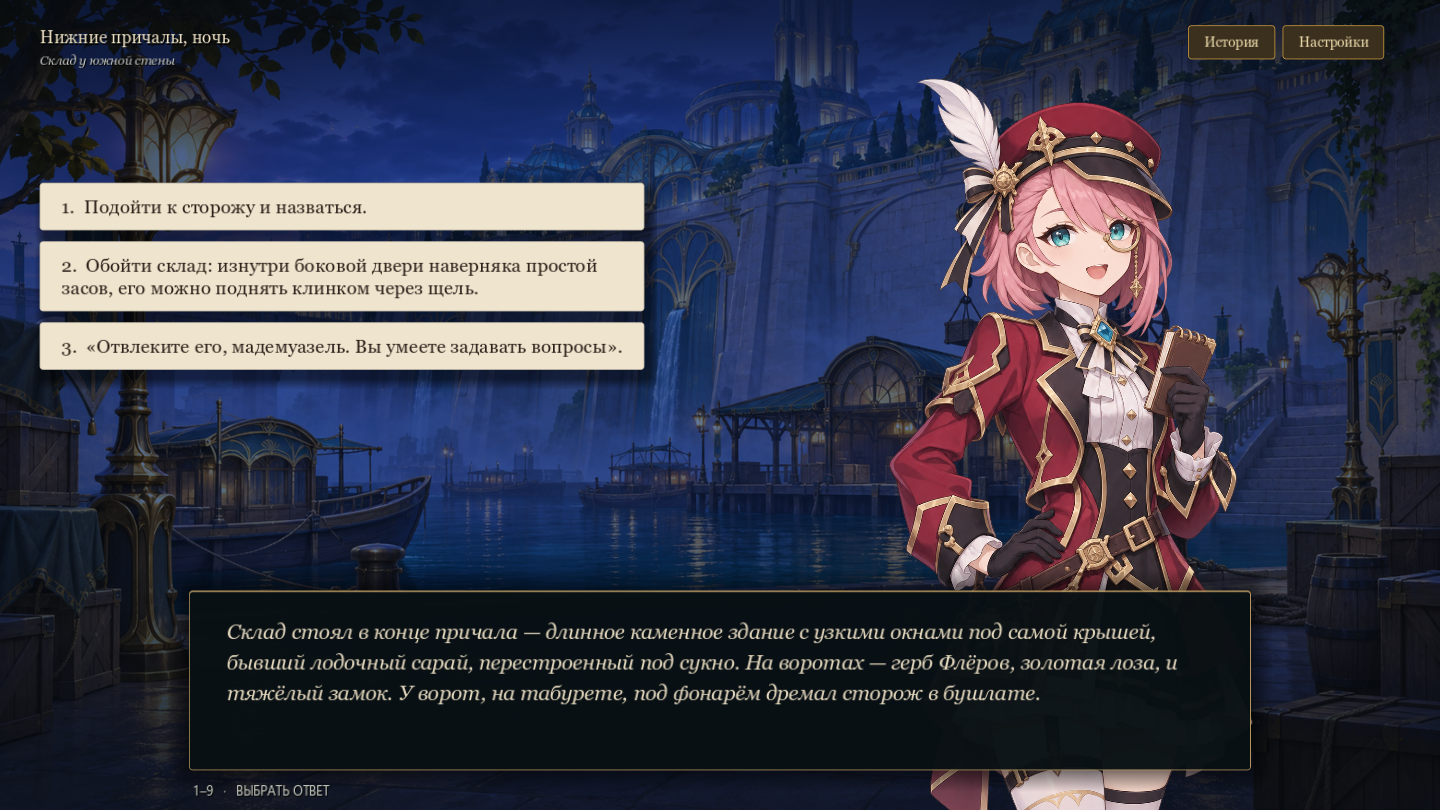 Нижние причалы, ночь
Склад у южной стены
История
Настройки
1. Подойти к сторожу и назваться.
2. Обойти склад: изнутри боковой двери наверняка простой
засов, его можно поднять клинком через щель.
3. «Отвлеките его, мадемуазель. Вы умеете задавать вопросы».
Склад стоял в конце причала — длинное каменное здание с узкими окнами под самой крышей,
бывший лодочный сарай, перестроенный под сукно. На воротах — герб Флёров, золотая лоза, и
тяжёлый замок. У ворот, на табурете, под фонарём дремал сторож в бушлате.
1–9 · ВЫБРАТЬ ОТВЕТ